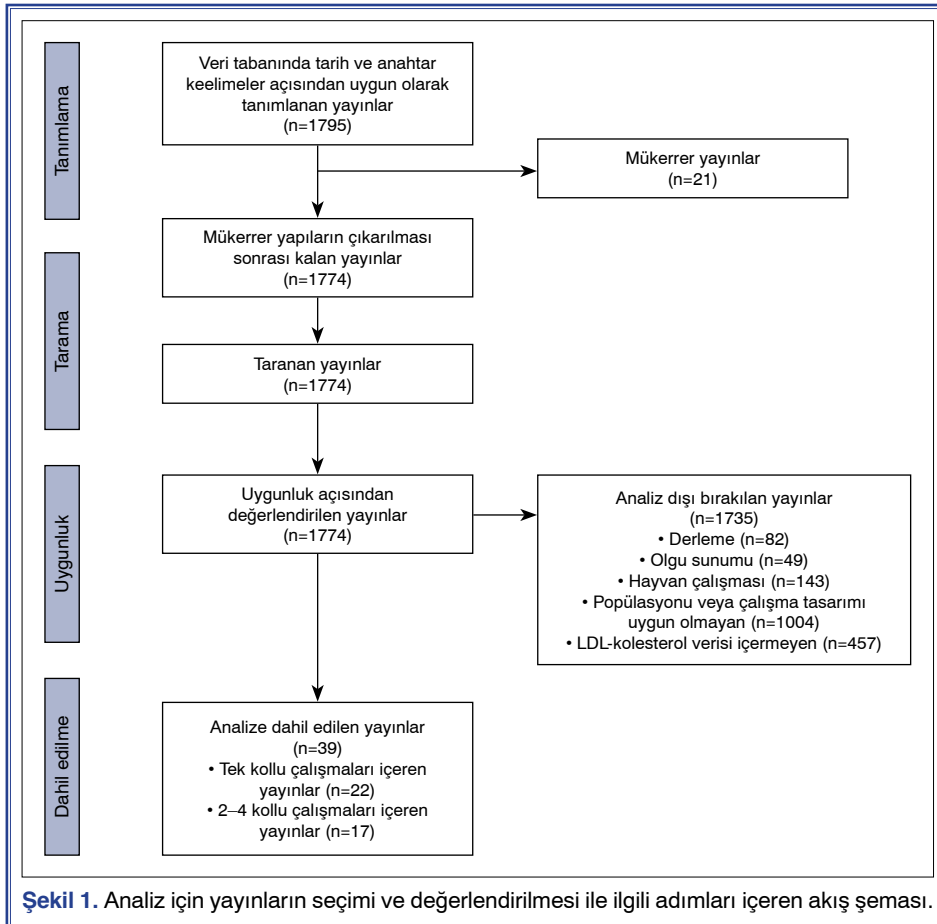 Tanımlama
Veri tabanında tarih ve anahtar
keelimeler açısından uygun olarak
tanımlanan yayınlar
(n=1795)
Mükerrer yayınlar
(n=21)
Mükerrer yapıların çıkarılması
sonrası kalan yayınlar
(n=1774)
Tarama
Taranan yayınlar
(n=1774)
Uygunluk
Uygunluk açısından
değerlendirilen yayınlar
(n=1774)
Analiz dışı bırakılan yayınlar
(n=1735)
• Derleme (n=82)
• Olgu sunumu (n=49)
• Hayvan çalışması (n=143)
• Popülasyonu veya çalışma tasarımı
uygun olmayan (n=1004)
• LDL-kolesterol verisi içermeyen (n=457)
Dahil edilme
Analize dahil edilen yayınlar
(n=39)
• Tek kollu çalışmaları içeren
yayınlar (n=22)
• 2–4 kollu çalışmaları içeren
yayınlar (n=17)
Şekil 1. Analiz için yayınların seçimi ve değerlendirilmesi ile ilgili adımları içeren akış şeması.